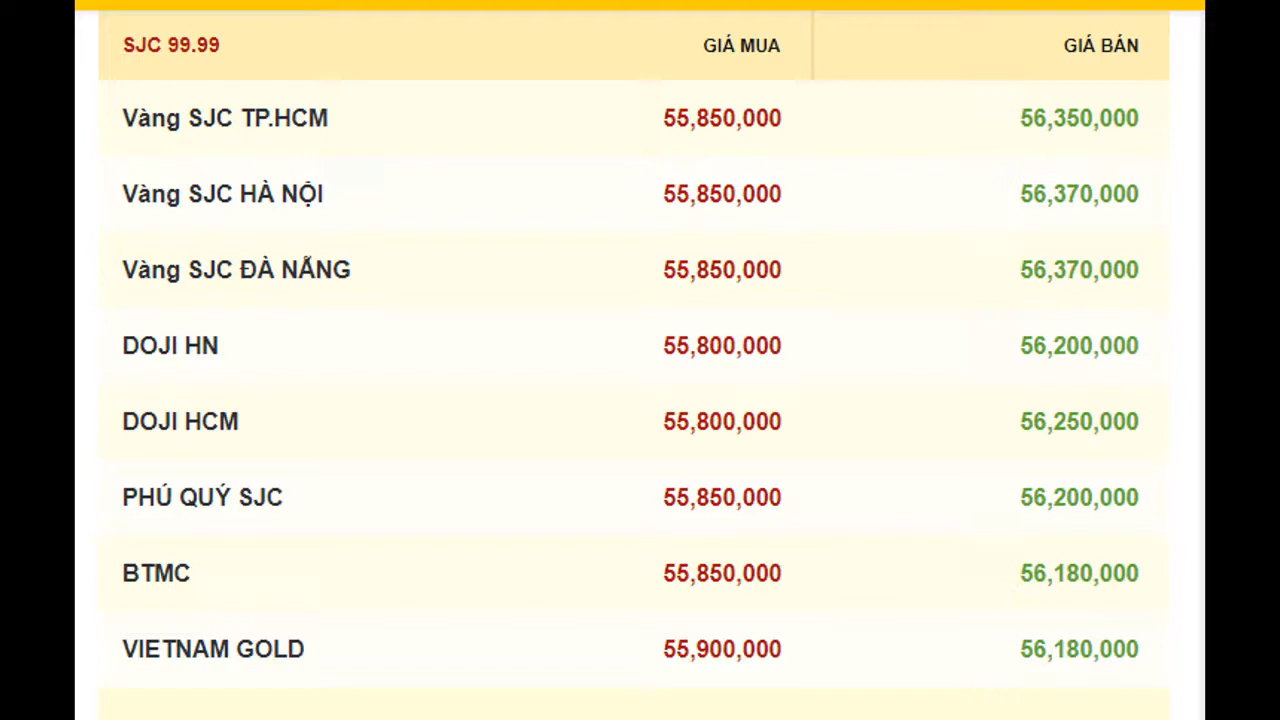 SJC 99.99 GIÁ MUA GIÁ BÁN
Vàng SJC TP.HCM 55,850,000 56,350,000
Vàng SJC HÀ NỘI 55,850,000 56,370,000
Vàng SJC ĐÀ NẴNG 55,850,000 56,370,000
DOJI HN 55,800,000 56,200,000
DOJI HCM 55,800,000 56,250,000
PHÚ QUÝ SJC 55,850,000 56,200,000
BTMC 55,850,000 56,180,000
VIETNAM GOLD 55,900,000 56,180,000